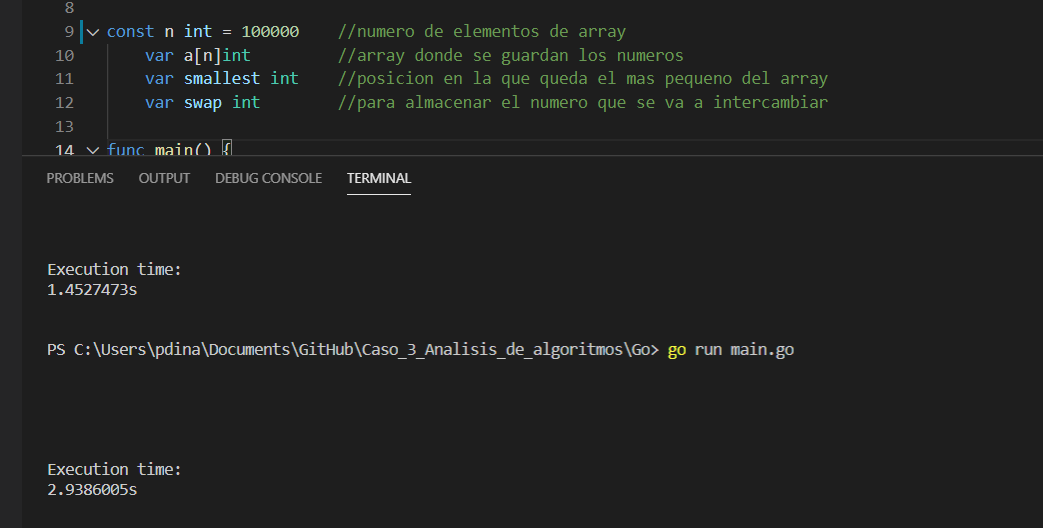 8
9 const n int = 100000 //numero de elementos de array
10 var a[n]int //array donde se guardan los numeros
11 var smallest int //posicion en la que queda el mas pequeno del array
12 var swap int //para almacenar el numero que se va a intercambiar
13
14 func main() {
PROBLEMS OUTPUT DEBUG CONSOLE TERMINAL
Execution time:
1.4527473s
PS C:\Users\pdina\Documents\GitHub\Caso_3_Analisis_de_algoritmos\Go> go run main.go
Execution time:
2.9386005s